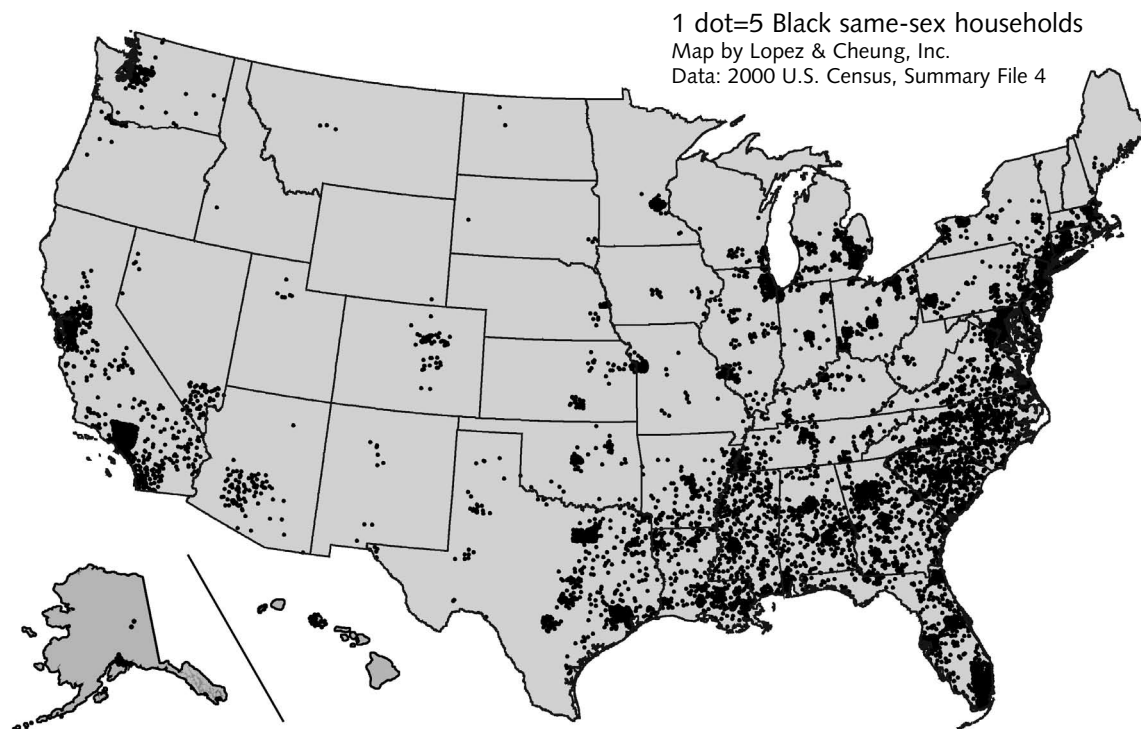 1 dot=5 Black same-sex households
Map by Lopez & Cheung, Inc.
Data: 2000 U.S. Census, Summary File 4